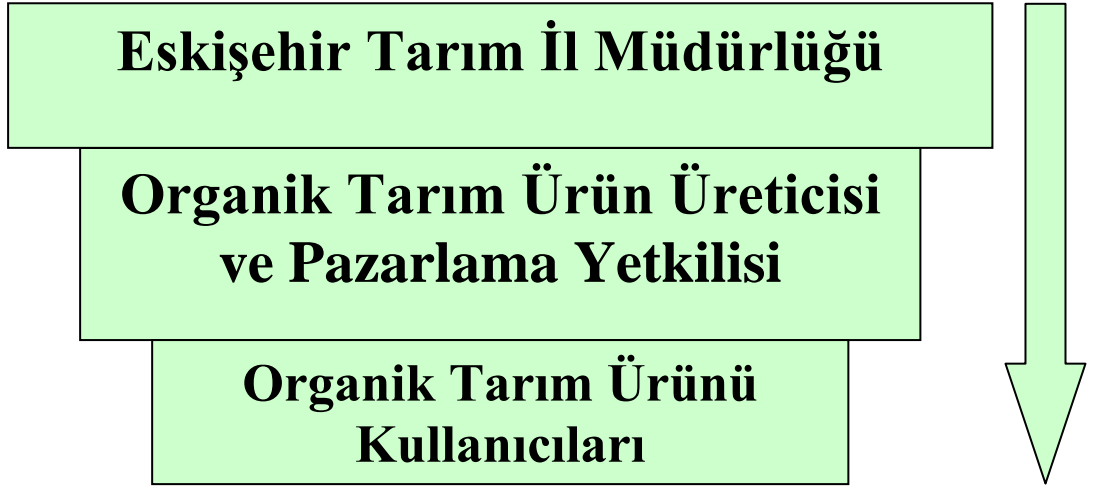 Eskişehir Tarım İl Müdürlüğü
Organik Tarım Ürün Üreticisi
ve Pazarlama Yetkilisi
Organik Tarım Ürünü
Kullanıcıları